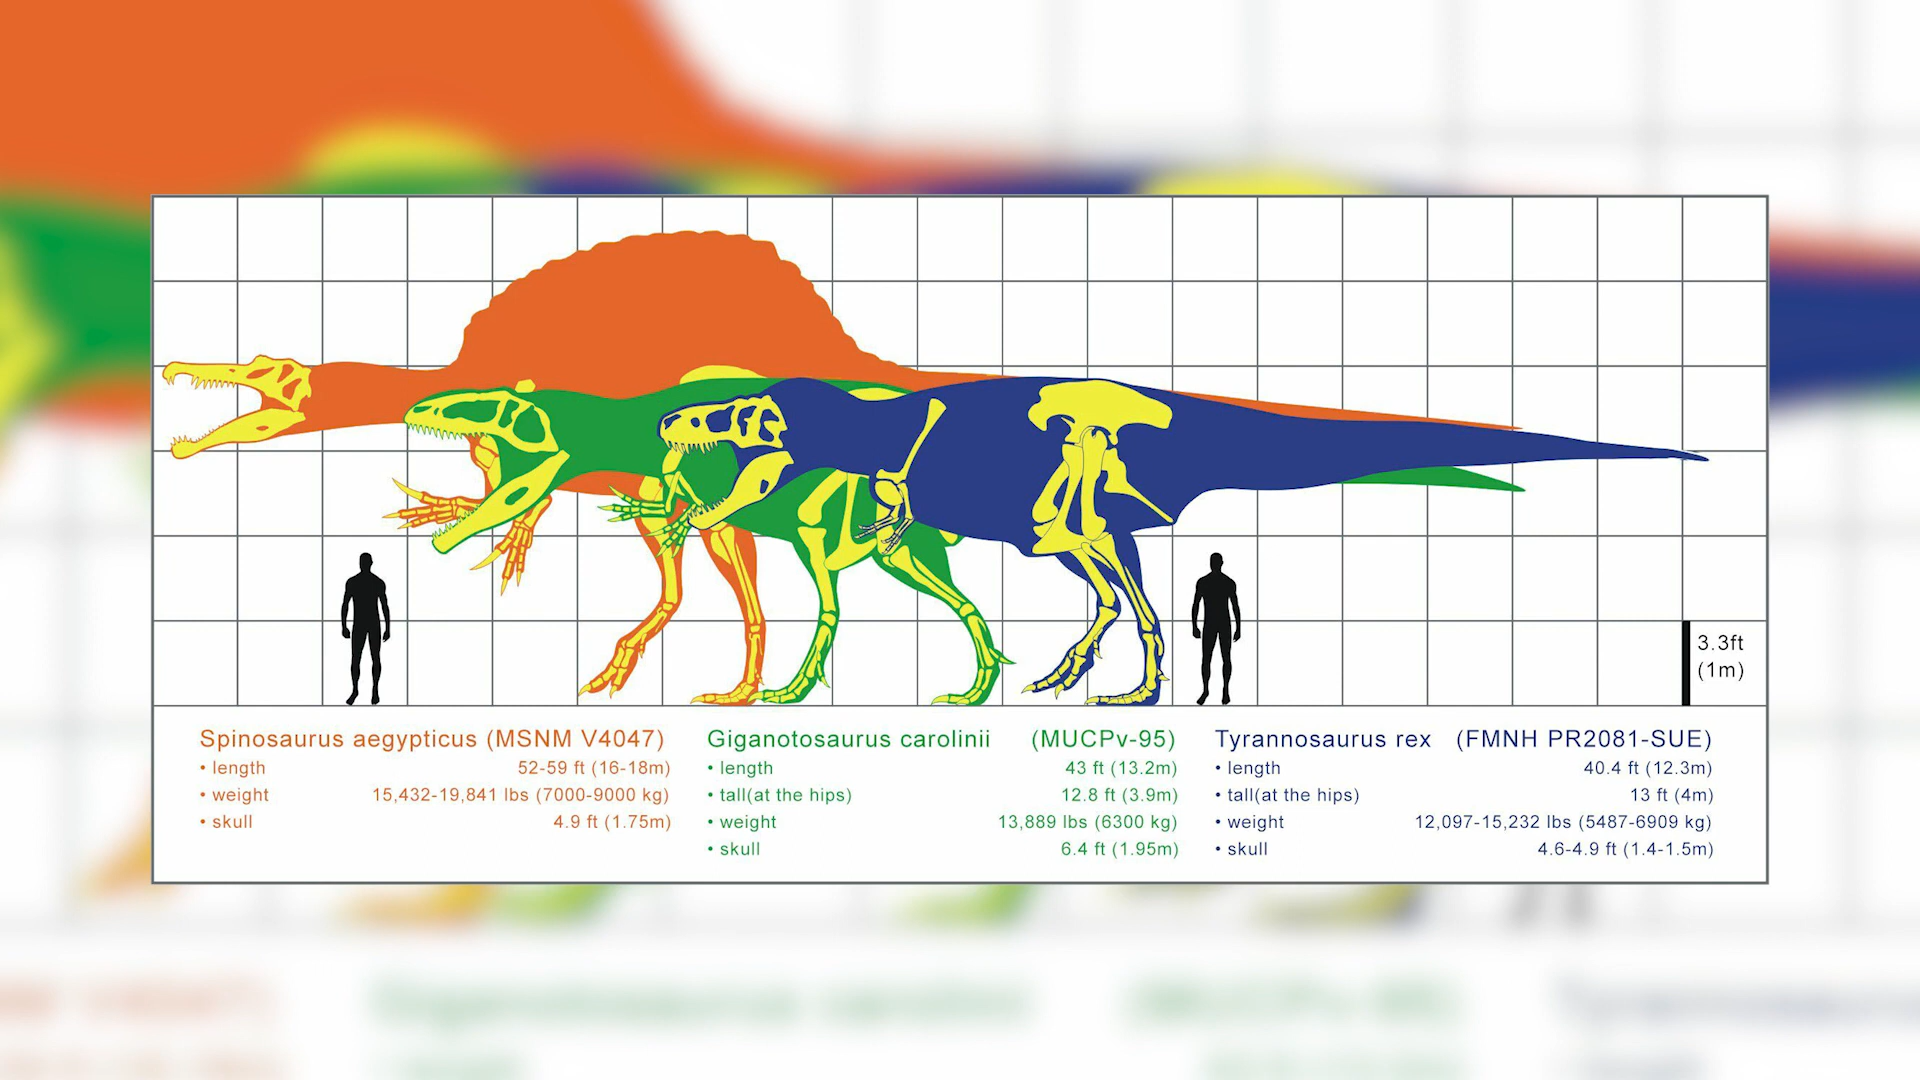 3.3ft
(1m)
Spinosaurus aegypticus (MSNM V4047)
• length 52-59 ft (16-18m)
• weight 15,432-19,841 lbs (7000-9000 kg)
• skull 4.9 ft (1.75m)
Giganotosaurus carolinii (MUCPv-95)
• length 43 ft (13.2m)
• tall(at the hips) 12.8 ft (3.9m)
• weight 13,889 lbs (6300 kg)
• skull 6.4 ft (1.95m)
Tyrannosaurus rex (FMNH PR2081-SUE)
• length 40.4 ft (12.3m)
• tall(at the hips) 13 ft (4m)
• weight 12,097-15,232 lbs (5487-6909 kg)
• skull 4.6-4.9 ft (1.4-1.5m)